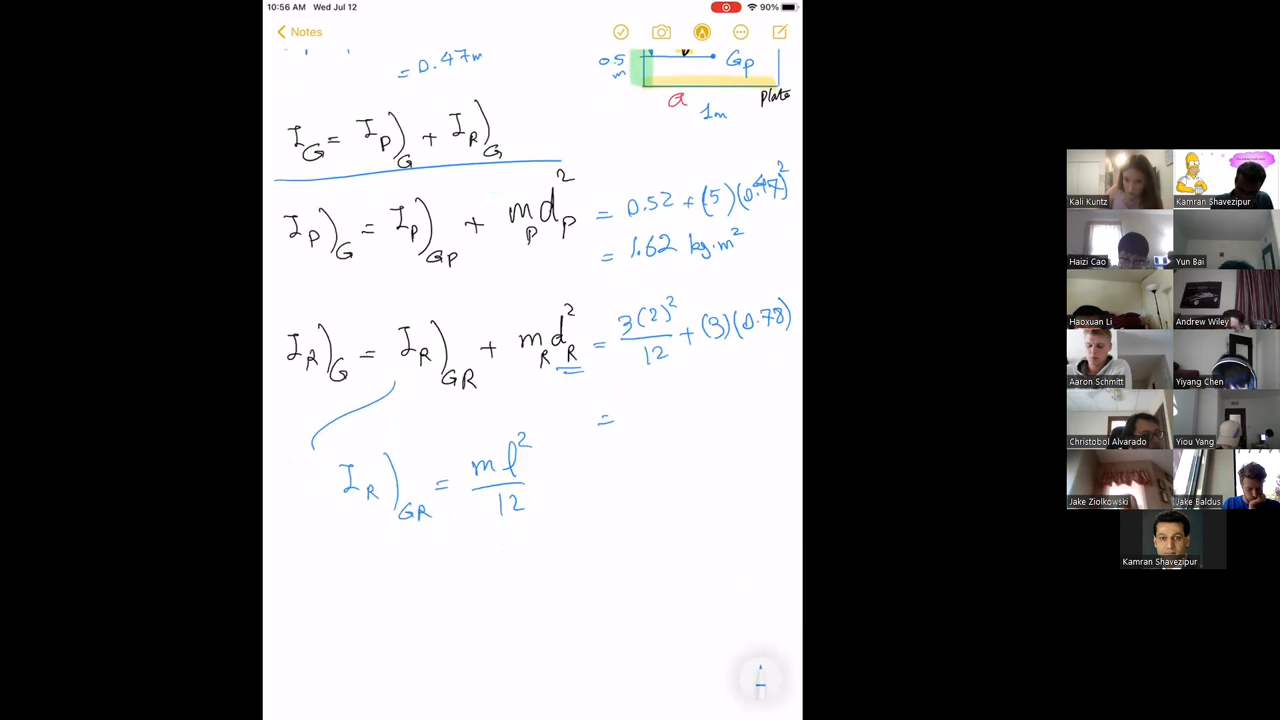 10:56 AM Wed Jul 12
90%
Notes
= 0.47m
0.5
m
Gp
a
plate
1m
I_G = I_P)_G + I_R)_G
I_P)_G = I_P)_GP + m_P d_P^2 = 0.52 + (5)(0.47)^2
= 1.62 kg.m^2
I_R)_G = I_R)_GR + m_R d_R^2 = 3(2)^2/12 + (3)(0.78)
=
I_R)_GR = ml^2/12
Kali Kuntz
Kamran Shavezipur
Haizi Cao
Yun Bai
Haoxuan Li
Andrew Wiley
Aaron Schmitt
Yiyang Chen
Christobol Alvarado
Yiou Yang
Jake Ziolkowski
Jake Baldus
Kamran Shavezipur